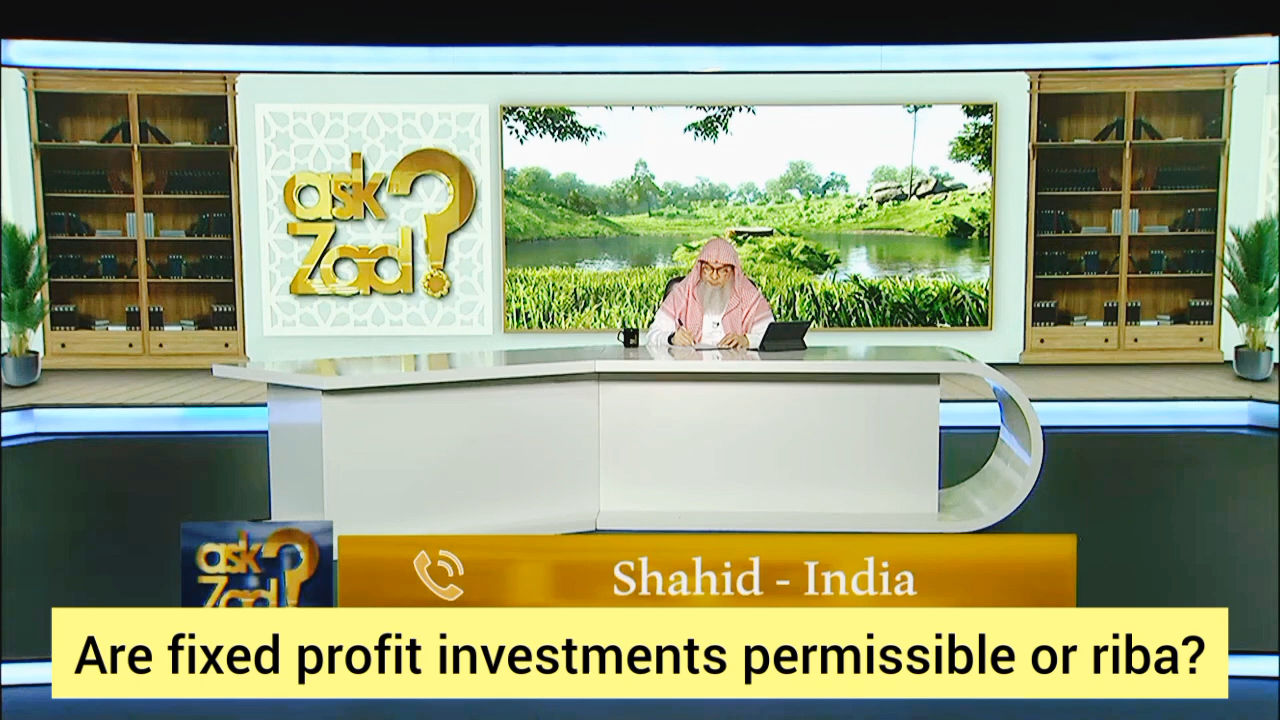 ask
Zad?
ask
Zad?
Shahid - India
Are fixed profit investments permissible or riba?